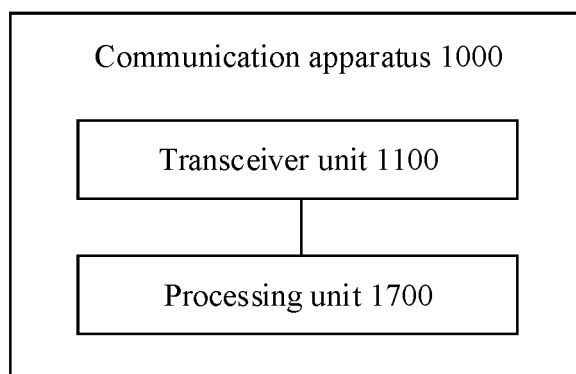 Communication apparatus 1000
Transceiver unit 1100
Processing unit 1700